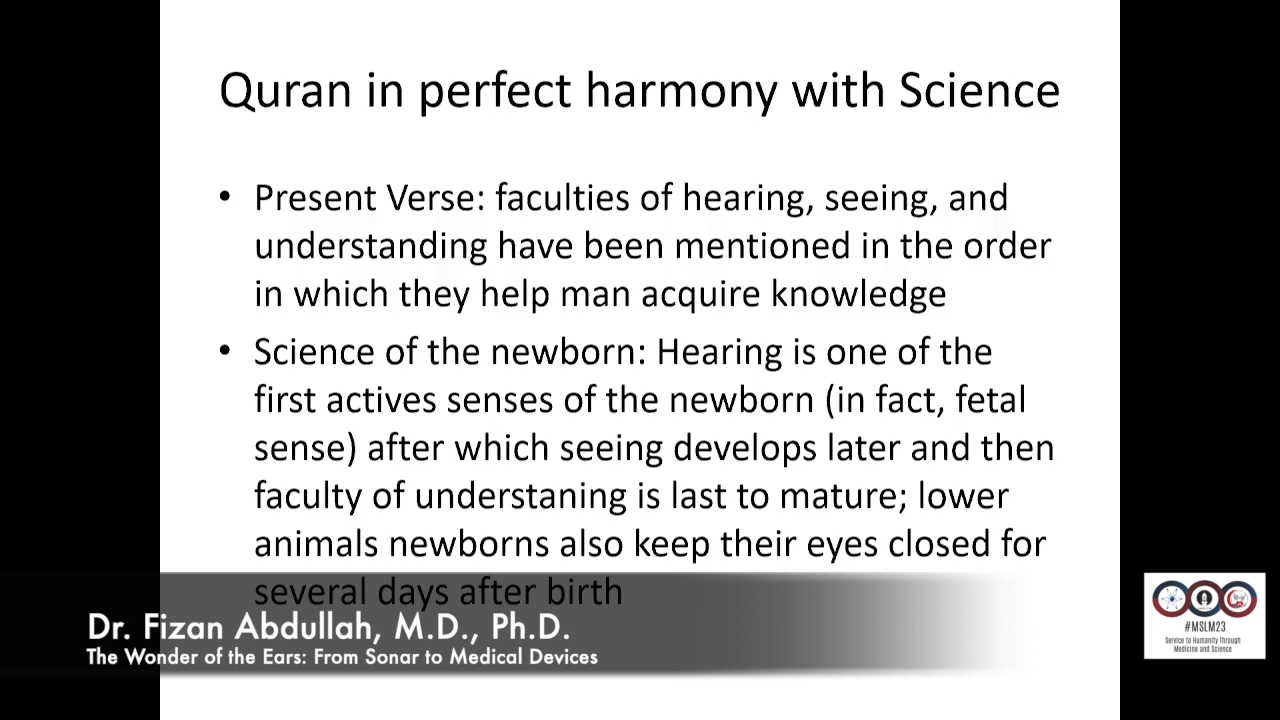 Quran in perfect harmony with Science
• Present Verse: faculties of hearing, seeing, and
understanding have been mentioned in the order
in which they help man acquire knowledge
• Science of the newborn: Hearing is one of the
first actives senses of the newborn (in fact, fetal
sense) after which seeing develops later and then
faculty of understaning is last to mature; lower
animals newborns also keep their eyes closed for
several days after birth
Dr. Fizan Abdullah, M.D., Ph.D.
The Wonder of the Ears: From Sonar to Medical Devices
#MSLM23
Service to Humanity Through
Medicine and Science